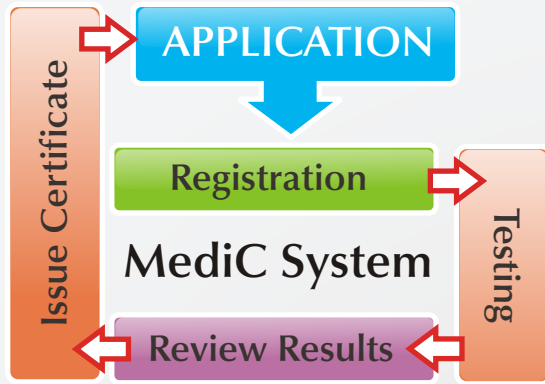 APPLICATION
Registration
Testing
Review Results
Issue Certificate
MediC System